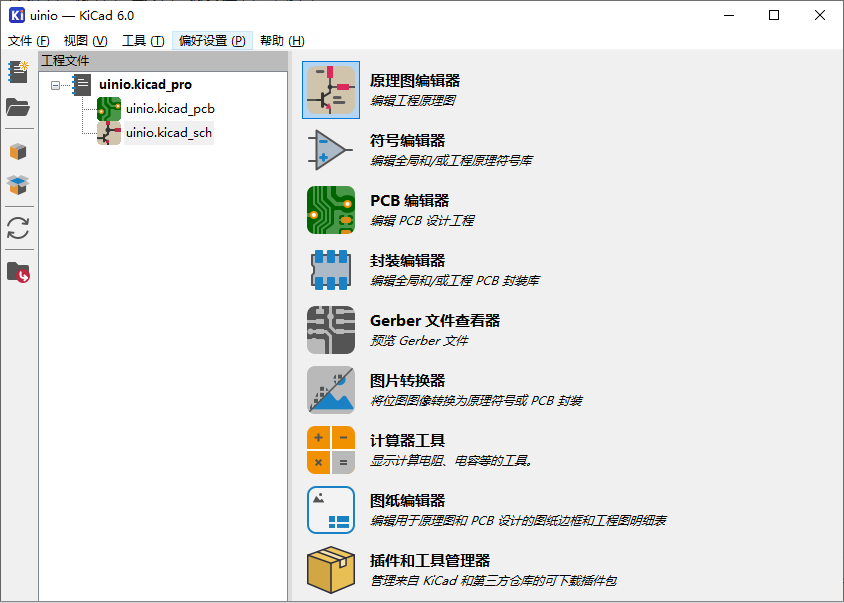 uinio — KiCad 6.0
文件 (F) 视图 (V) 工具 (T) 偏好设置 (P) 帮助 (H)
工程文件
uinio.kicad_pro
uinio.kicad_pcb
uinio.kicad_sch
原理图编辑器
编辑工程原理图
符号编辑器
编辑全局和/或工程原理符号库
PCB 编辑器
编辑 PCB 设计工程
封装编辑器
编辑全局和/或工程 PCB 封装库
Gerber 文件查看器
预览 Gerber 文件
图片转换器
将位图图像转换为原理符号或 PCB 封装
计算器工具
显示计算电阻、电容等的工具。
图纸编辑器
编辑用于原理图和 PCB 设计的图纸边框和工程图明细表
插件和工具管理器
管理来自 KiCad 和第三方仓库的可下载插件包